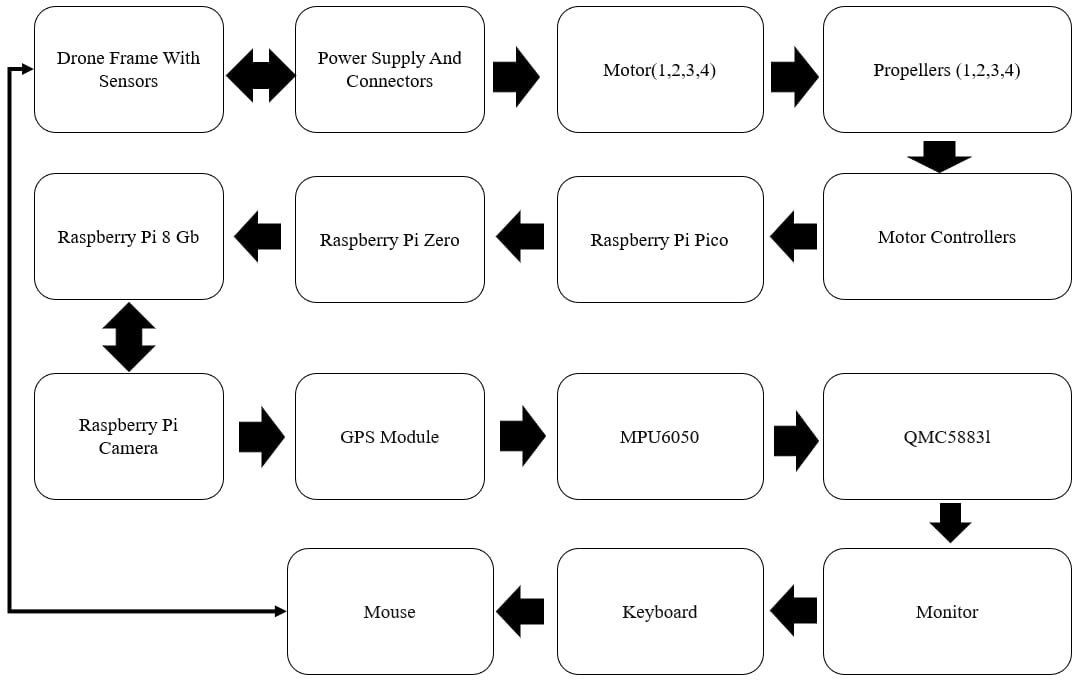 Drone Frame With
Sensors
Power Supply And
Connectors
Motor(1,2,3,4)
Propellers (1,2,3,4)
Raspberry Pi 8 Gb
Raspberry Pi Zero
Raspberry Pi Pico
Motor Controllers
Raspberry Pi
Camera
GPS Module
MPU6050
QMC5883l
Mouse
Keyboard
Monitor